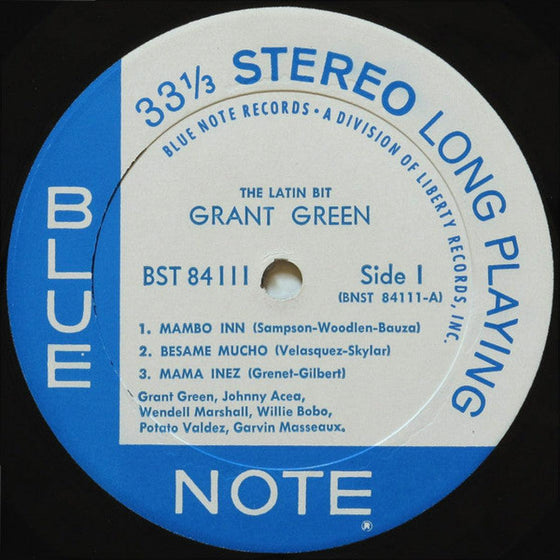 33⅓ STEREO LONG PLAYING
BLUE NOTE RECORDS • A DIVISION OF LIBERTY RECORDS, INC.
BLUE
THE LATIN BIT
GRANT GREEN
BST 84111
Side 1
(BNST 84111-A)
1. MAMBO INN (Sampson-Woodlen-Bauza)
2. BESAME MUCHO (Velasquez-Skylar)
3. MAMA INEZ (Grenet-Gilbert)
Grant Green, Johnny Acea,
Wendell Marshall, Willie Bobo,
Potato Valdez, Garvin Masseaux.
NOTE
®